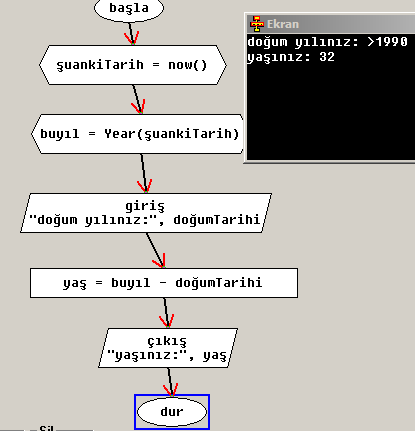 başla
Ekran
doğum yılınız: >1990
yaşınız: 32
şuankiTarih = now()
buyıl = Year(şuankiTarih)
giriş
"doğum yılınız:", doğumTarihi
yaş = buyıl - doğumTarihi
çıkış
"yaşınız:", yaş
dur
Sil